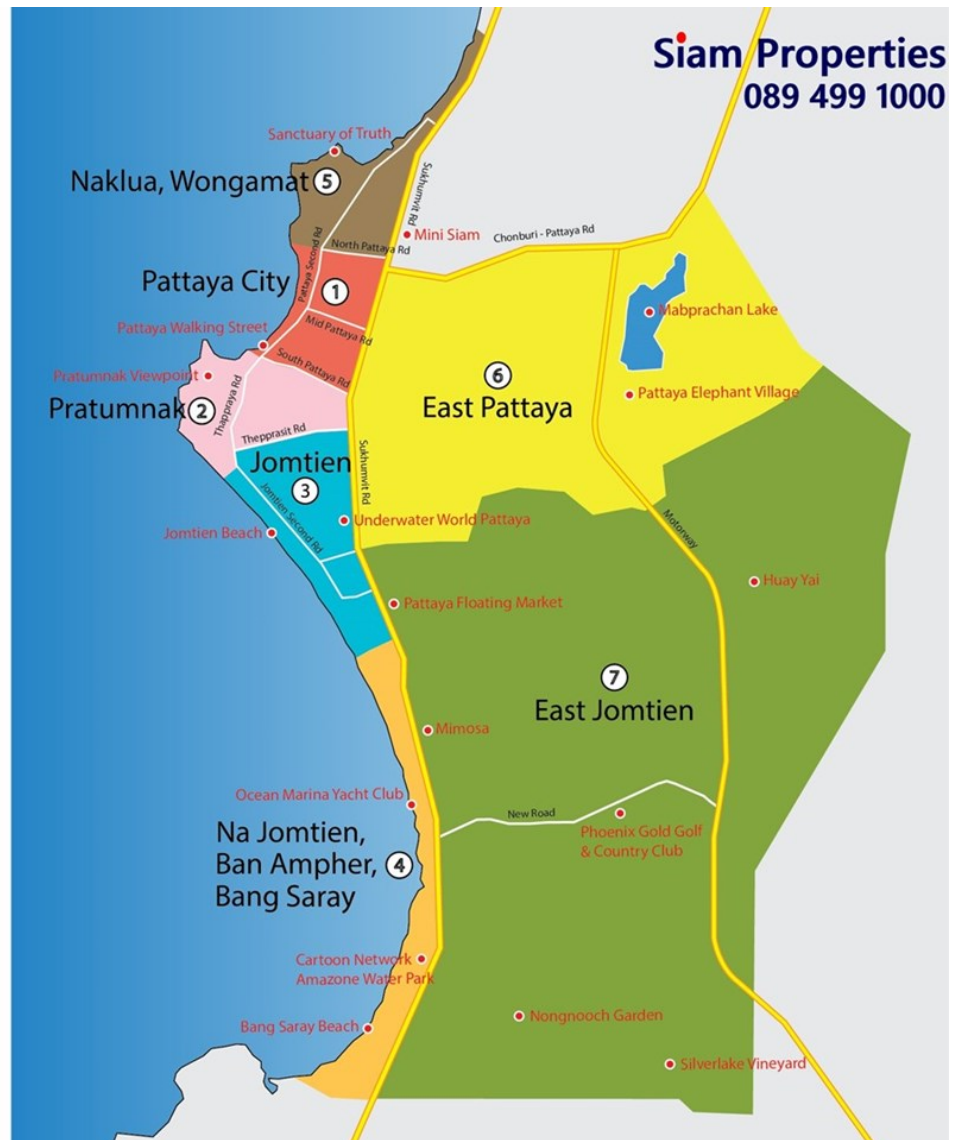 Siam Properties
089 499 1000
Sanctuary of Truth
Naklua, Wongamat
5
Sukhumvit Rd
Mini Siam
Chonburi - Pattaya Rd
North Pattaya Rd
Pattaya Second Rd
Pattaya City
1
Mabprachan Lake
Mid Pattaya Rd
Pattaya Walking Street
South Pattaya Rd
Pratumnak Viewpoint
6
East Pattaya
Pattaya Elephant Village
Pratumnak
2
Thappraya Rd
Thepprasit Rd
Jomtien
3
Sukhumvit Rd
Jomtien Second Rd
Underwater World Pattaya
Jomtien Beach
Motorway
Huay Yai
Pattaya Floating Market
7
East Jomtien
Mimosa
Ocean Marina Yacht Club
New Road
Phoenix Gold Golf
& Country Club
Na Jomtien,
Ban Ampher,
Bang Saray
4
Cartoon Network
Amazone Water Park
Bang Saray Beach
Nongnooch Garden
Silverlake Vineyard